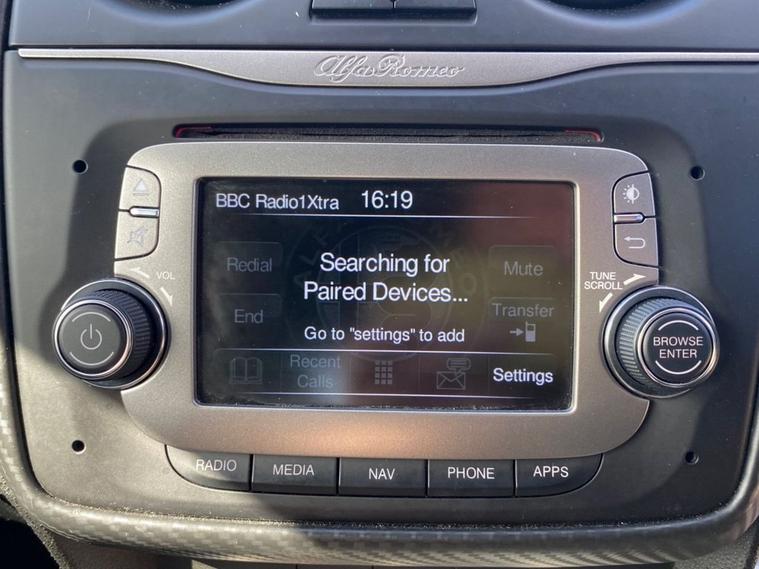 Alfa Romeo
BBC Radio1Xtra 16:19
VOL
TUNE
SCROLL
Redial
Searching for
Paired Devices...
Mute
End
Transfer
Go to "settings" to add
Recent
Calls
Settings
BROWSE
ENTER
RADIO
MEDIA
NAV
PHONE
APPS